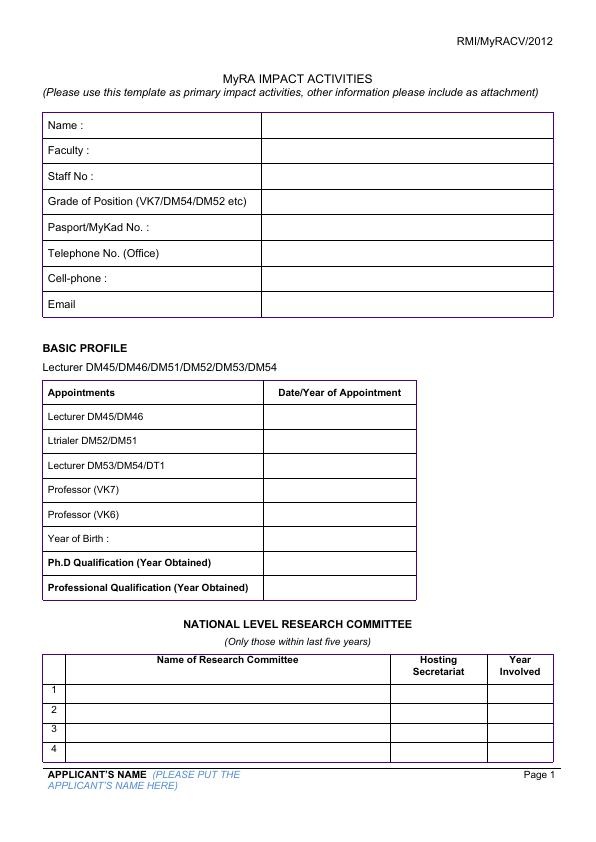 RMI/MyRACV/2012
MyRA IMPACT ACTIVITIES
(Please use this template as primary impact activities, other information please include as attachment)
Name :
Faculty :
Staff No :
Grade of Position (VK7/DM54/DM52 etc)
Pasport/MyKad No. :
Telephone No. (Office)
Cell-phone :
Email
BASIC PROFILE
Lecturer DM45/DM46/DM51/DM52/DM53/DM54
Appointments Date/Year of Appointment
Lecturer DM45/DM46
Ltrialer DM52/DM51
Lecturer DM53/DM54/DT1
Professor (VK7)
Professor (VK6)
Year of Birth :
Ph.D Qualification (Year Obtained)
Professional Qualification (Year Obtained)
NATIONAL LEVEL RESEARCH COMMITTEE
(Only those within last five years)
Name of Research Committee Hosting Year
Secretariat Involved
1
2
3
4
APPLICANT'S NAME (PLEASE PUT THE Page 1
APPLICANT'S NAME HERE)